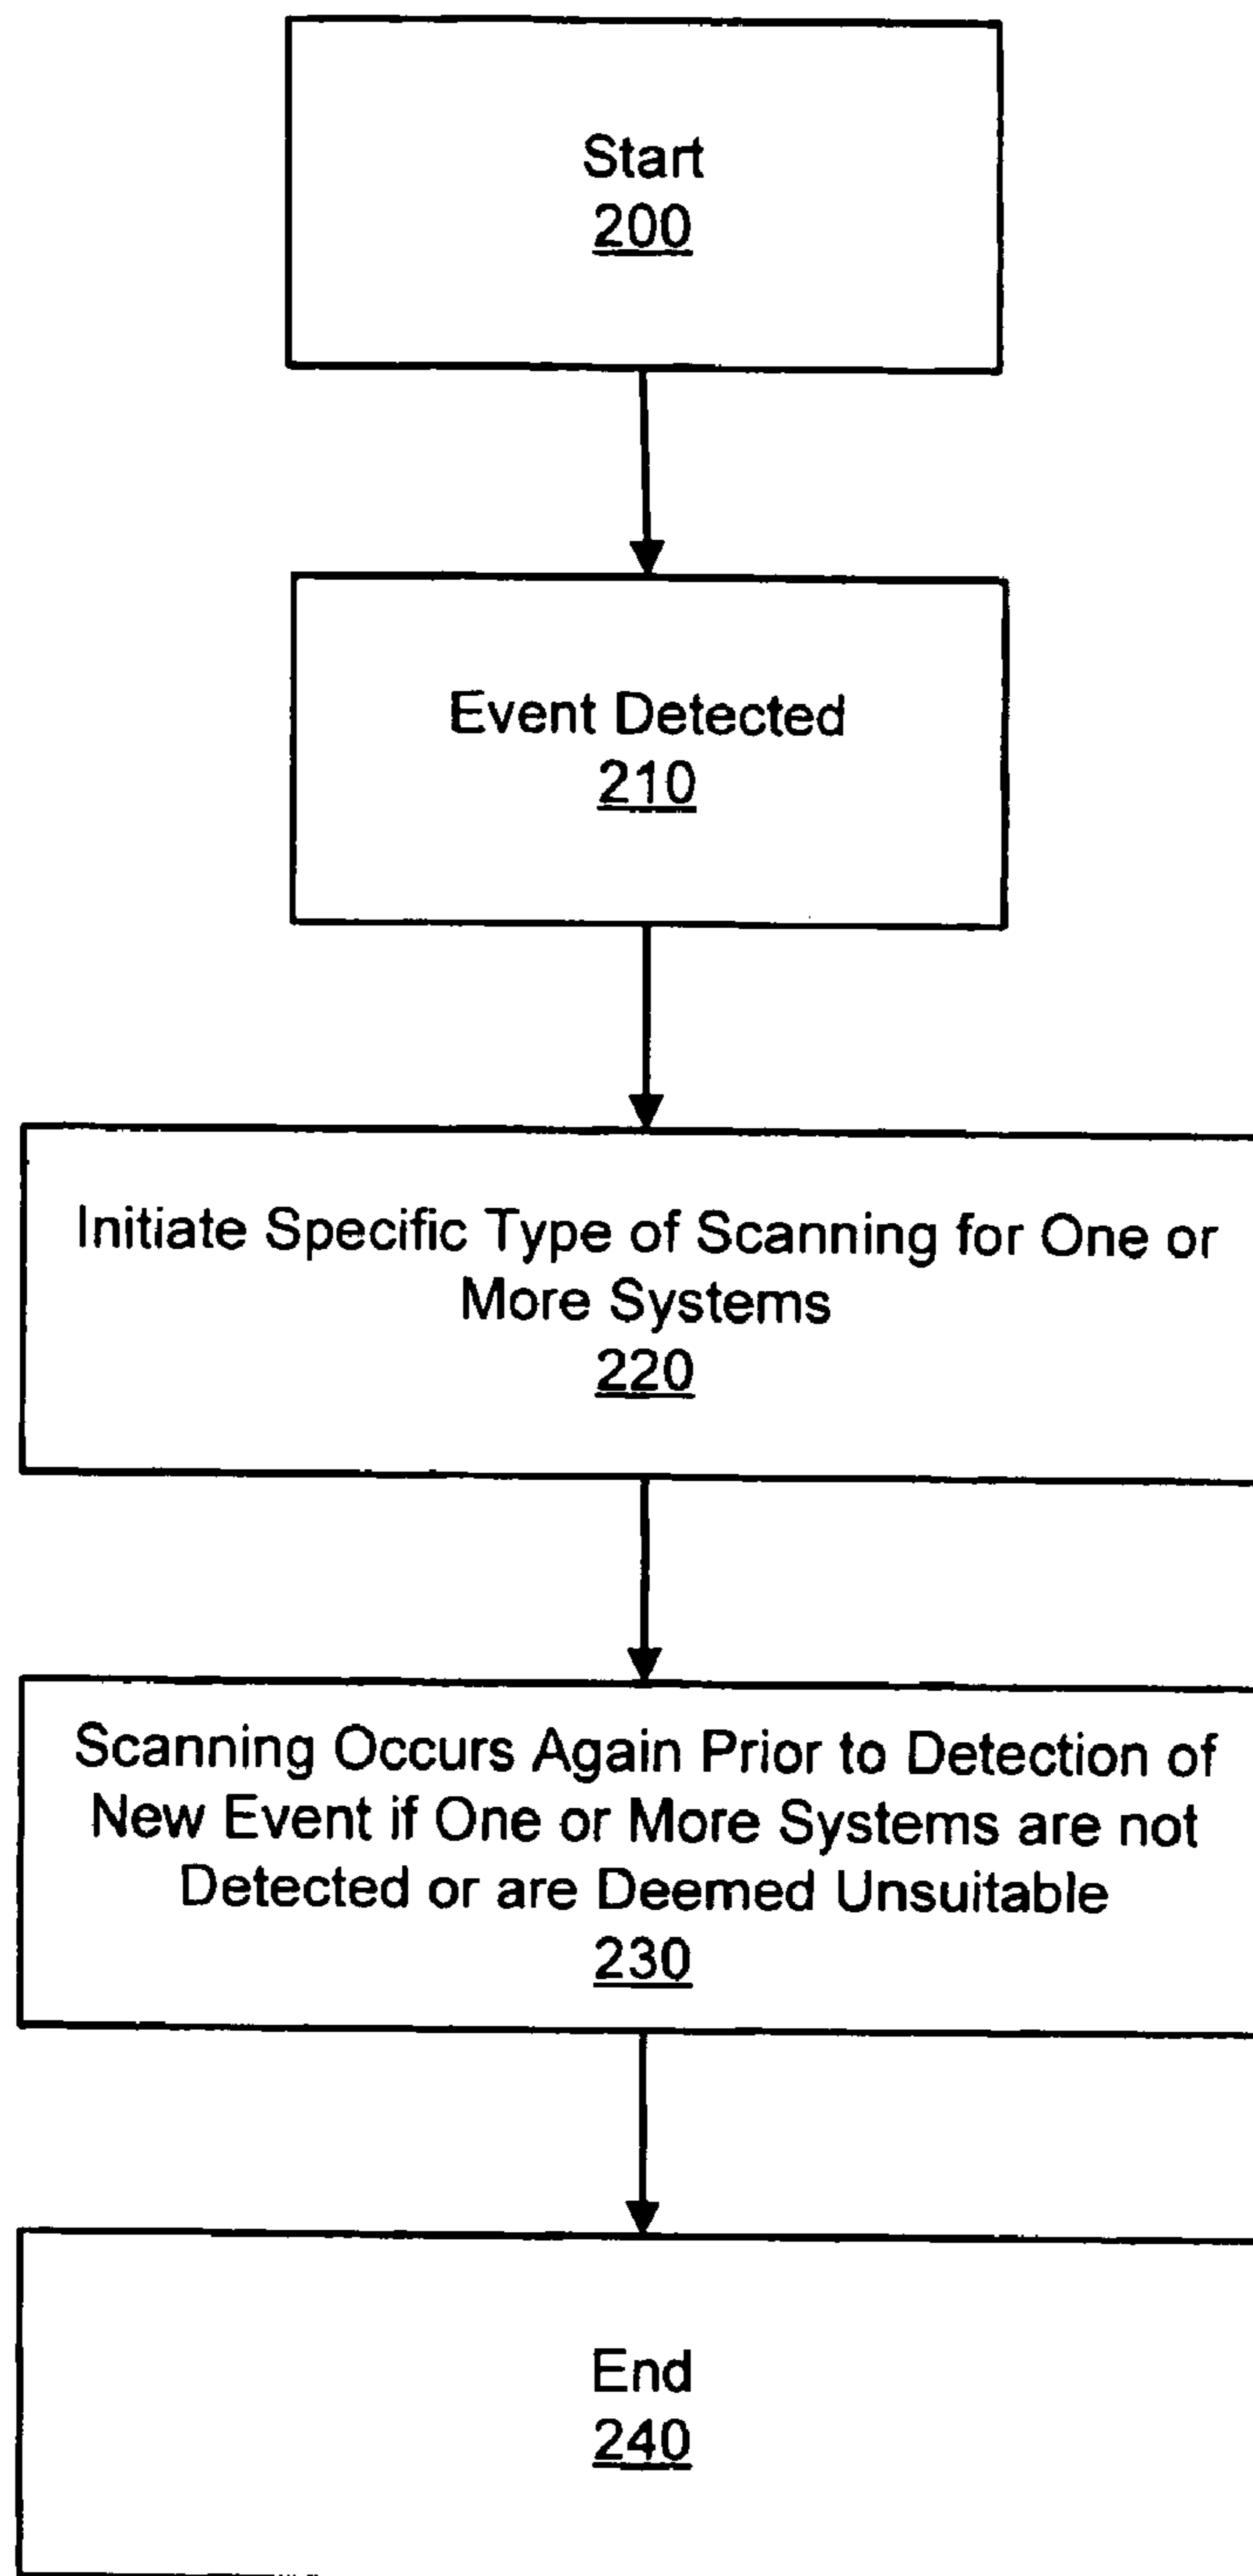 Start
200
Event Detected
210
Initiate Specific Type of Scanning for One or
More Systems
220
Scanning Occurs Again Prior to Detection of
New Event if One or More Systems are not
Detected or are Deemed Unsuitable
230
End
240